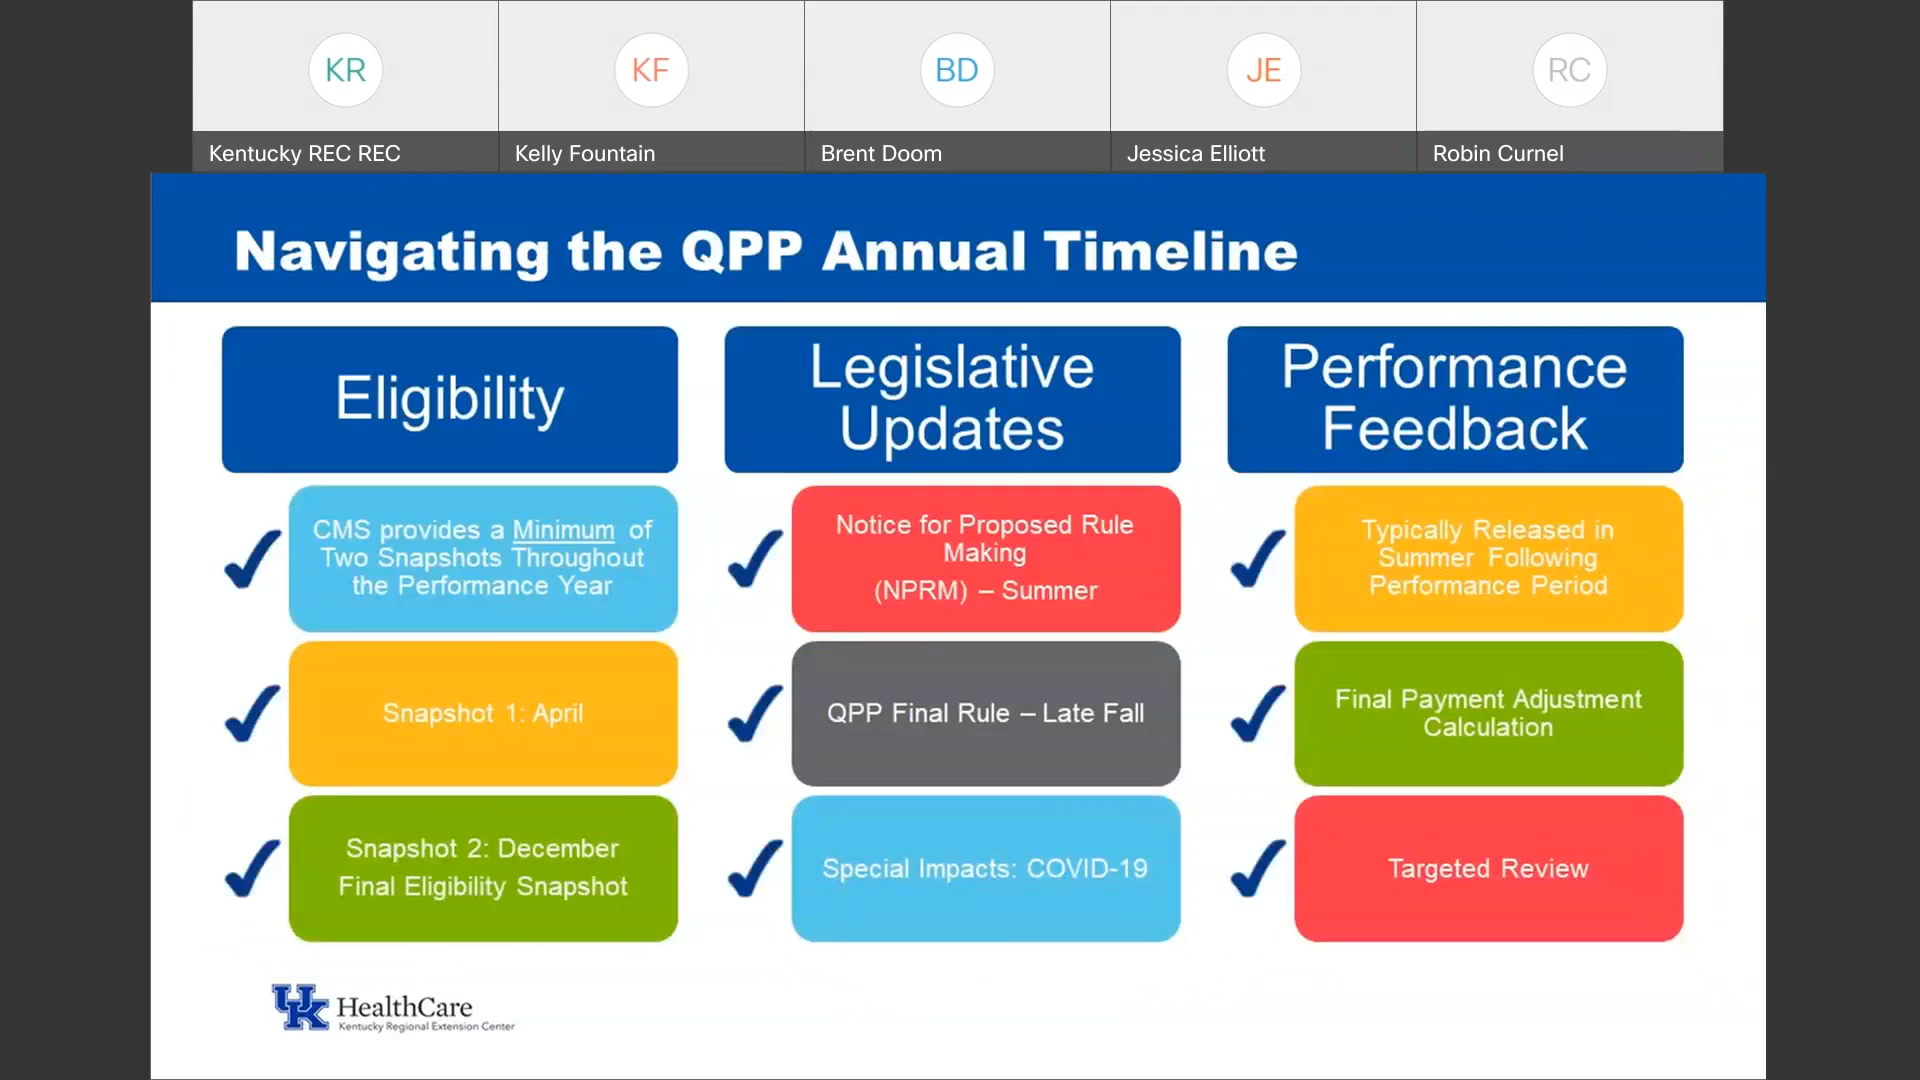 KR
KF
BD
JE
RC
Kentucky REC REC
Kelly Fountain
Brent Doom
Jessica Elliott
Robin Curnel
Navigating the QPP Annual Timeline
Eligibility
CMS provides a Minimum of
Two Snapshots Throughout
the Performance Year
Snapshot 1: April
Snapshot 2: December
Final Eligibility Snapshot
Legislative
Updates
Notice for Proposed Rule
Making
(NPRM) – Summer
QPP Final Rule – Late Fall
Special Impacts: COVID-19
Performance
Feedback
Typically Released in
Summer Following
Performance Period
Final Payment Adjustment
Calculation
Targeted Review
UK
HealthCare
Kentucky Regional Extension Center